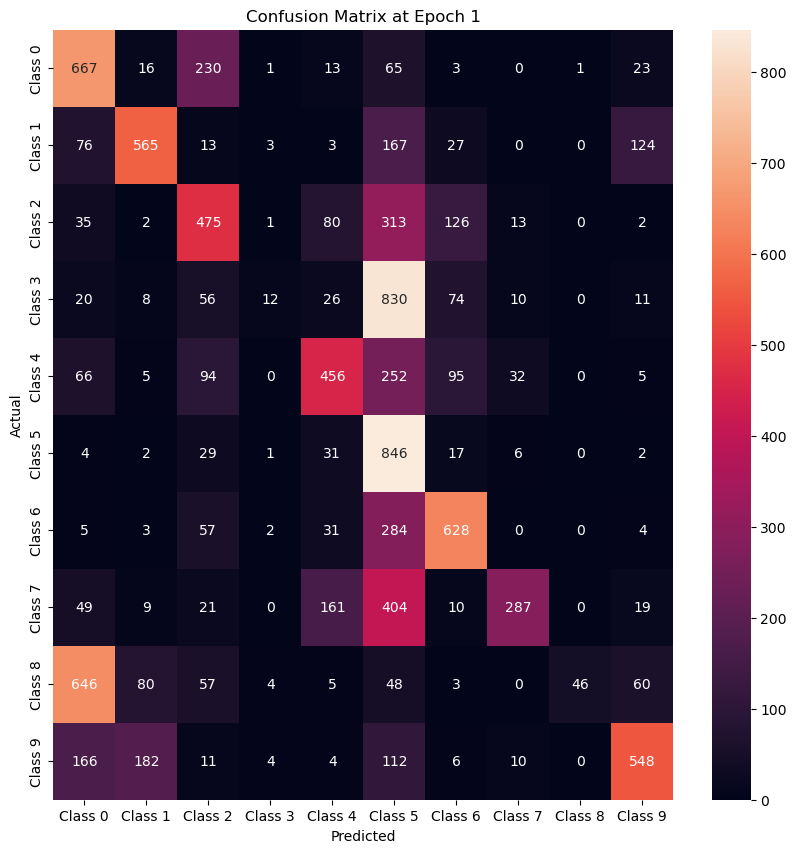 Confusion Matrix at Epoch 1
Class 0 667 16 230 1 13 65 3 0 1 23
Class 1 76 565 13 3 3 167 27 0 0 124
Class 2 35 2 475 1 80 313 126 13 0 2
Class 3 20 8 56 12 26 830 74 10 0 11
Class 4 66 5 94 0 456 252 95 32 0 5
Class 5 4 2 29 1 31 846 17 6 0 2
Class 6 5 3 57 2 31 284 628 0 0 4
Class 7 49 9 21 0 161 404 10 287 0 19
Class 8 646 80 57 4 5 48 3 0 46 60
Class 9 166 182 11 4 4 112 6 10 0 548
Class 0 Class 1 Class 2 Class 3 Class 4 Class 5 Class 6 Class 7 Class 8 Class 9
Predicted
Actual
800
700
600
500
400
300
200
100
0